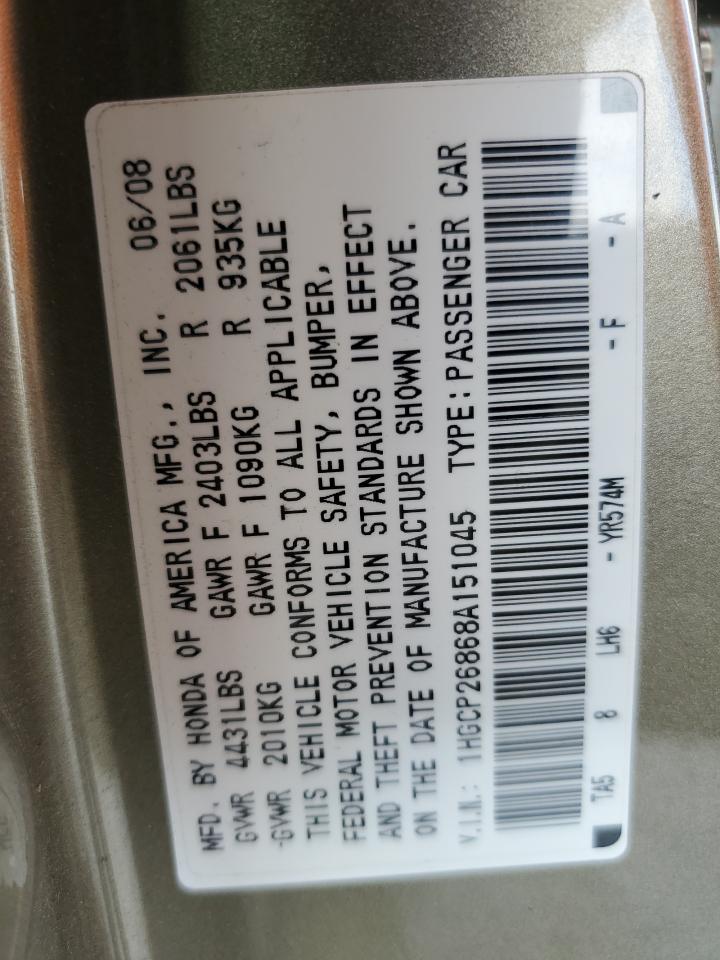 MFD. BY HONDA OF AMERICA MFG., INC. 06/08
GVWR 4431LBS GAWR F 2403LBS R 2061LBS
GVWR 2010KG GAWR F 1090KG R 935KG
THIS VEHICLE CONFORMS TO ALL APPLICABLE
FEDERAL MOTOR VEHICLE SAFETY, BUMPER,
AND THEFT PREVENTION STANDARDS IN EFFECT
ON THE DATE OF MANUFACTURE SHOWN ABOVE.
V.I.N.: 1HGCP26868A151045 TYPE:PASSENGER CAR
TA5 8 LH6 - YR574M - F - A